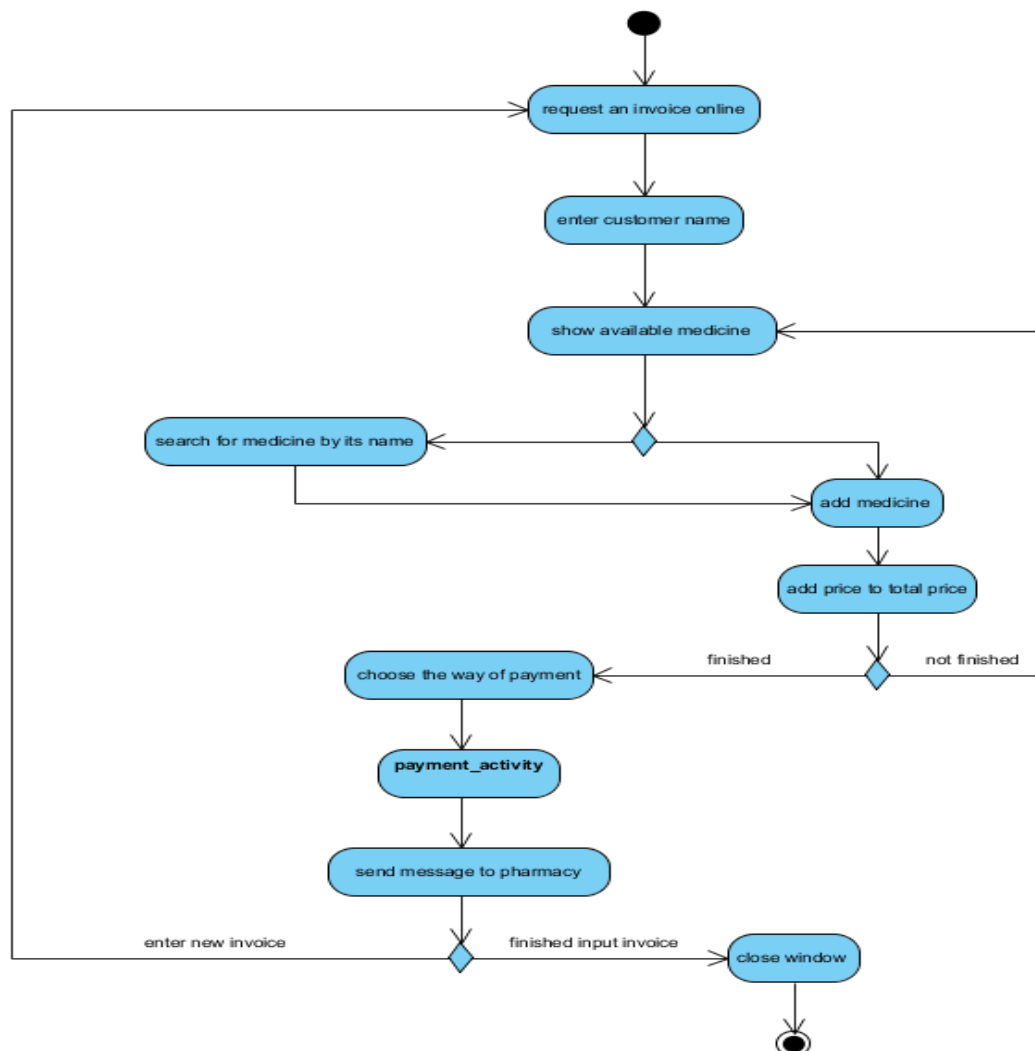 request an invoice online
enter customer name
show available medicine
search for medicine by its name
add medicine
add price to total price
finished
not finished
choose the way of payment
payment_activity
send message to pharmacy
enter new invoice
finished input invoice
close window